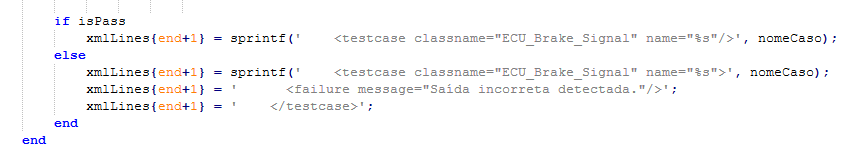 if isPass
xmlLines{end+1} = sprintf('    <testcase classname="ECU_Brake_Signal" name="%s"/>', nomeCaso);
else
xmlLines{end+1} = sprintf('    <testcase classname="ECU_Brake_Signal" name="%s">', nomeCaso);
xmlLines{end+1} = '      <failure message="Saída incorreta detectada."/>';
xmlLines{end+1} = '    </testcase>';
end
end